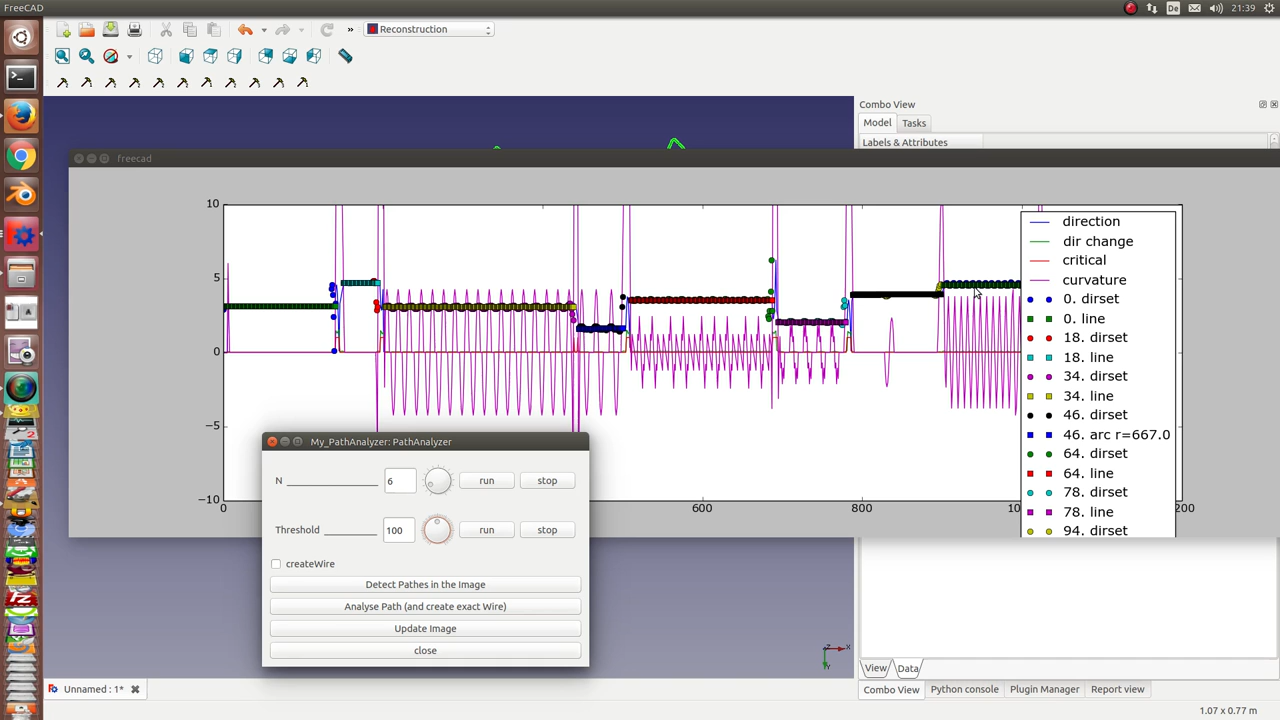 FreeCAD
De
21:39
»
Reconstruction
Combo View
Model
Tasks
Labels & Attributes
freecad
10
5
0
−5
−10
0
600
800
200
direction
dir change
critical
curvature
0. dirset
0. line
18. dirset
18. line
34. dirset
34. line
46. dirset
46. arc r=667.0
64. dirset
64. line
78. dirset
78. line
94. dirset
My_PathAnalyzer: PathAnalyzer
N
6
run
stop
Threshold
100
run
stop
createWire
Detect Pathes in the Image
Analyse Path (and create exact Wire)
Update Image
close
View
Data
Unnamed : 1*
Combo View
Python console
Plugin Manager
Report view
1.07 x 0.77 m